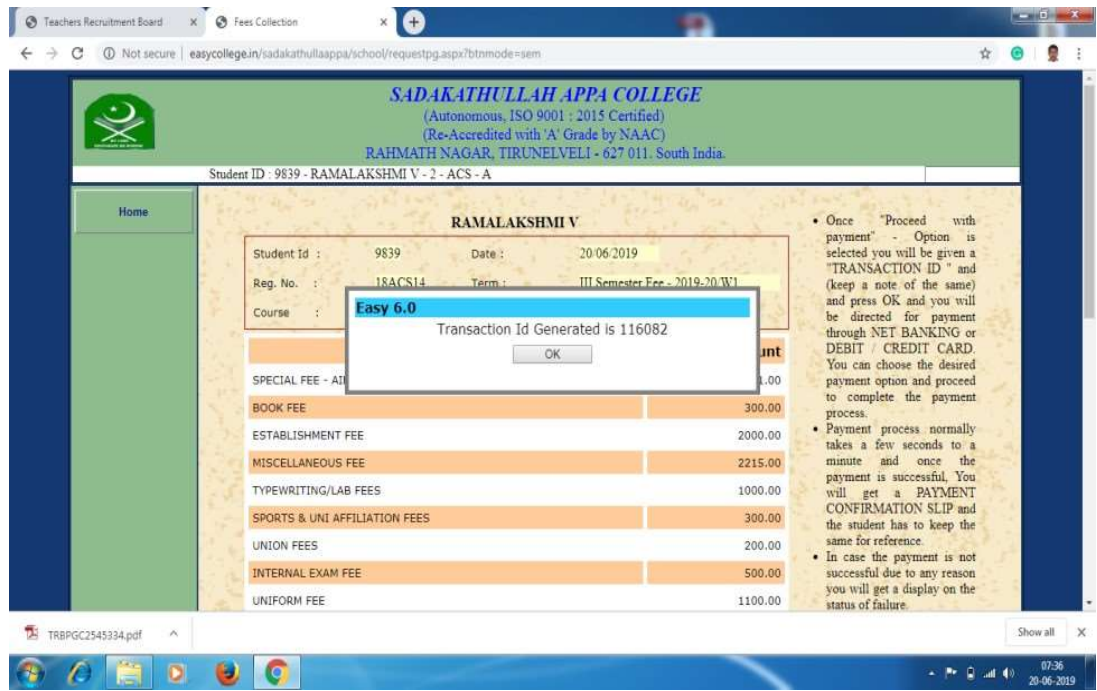 Teachers Recruitment Board
Fees Collection
Not secure | easycollege.in/sadakathullaappa/school/requestpg.aspx?btnmode=sem
SADAKATHULLAH APPA COLLEGE
(Autonomous, ISO 9001 : 2015 Certified)
(Re-Accredited with 'A' Grade by NAAC)
RAHMATH NAGAR, TIRUNELVELI - 627 011. South India.
Student ID : 9839 - RAMALAKSHMI V - 2 - ACS - A
Home
RAMALAKSHMI V
Student Id : 9839 Date : 20/06/2019
Reg. No. : 18ACS14 Term : III Semester Fee - 2019-20/W1
Course :
Easy 6.0
Transaction Id Generated is 116082
OK
unt
SPECIAL FEE - 1.00
BOOK FEE 300.00
ESTABLISHMENT FEE 2000.00
MISCELLANEOUS FEE 2215.00
TYPEWRITING/LAB FEES 1000.00
SPORTS & UNI AFFILIATION FEES 300.00
UNION FEES 200.00
INTERNAL EXAM FEE 500.00
UNIFORM FEE 1100.00
• Once "Proceed with
payment" - Option is
selected you will be given a
"TRANSACTION ID " and
(keep a note of the same)
and press OK and you will
be directed for payment
through NET BANKING or
DEBIT / CREDIT CARD.
You can choose the desired
payment option and proceed
to complete the payment
process.
• Payment process normally
takes a few seconds to a
minute and once the
payment is successful, You
will get a PAYMENT
CONFIRMATION SLIP and
the student has to keep the
same for reference.
• In case the payment is not
successful due to any reason
you will get a display on the
status of failure.
TRBPGC2545334.pdf
Show all
07:36
20-06-2019